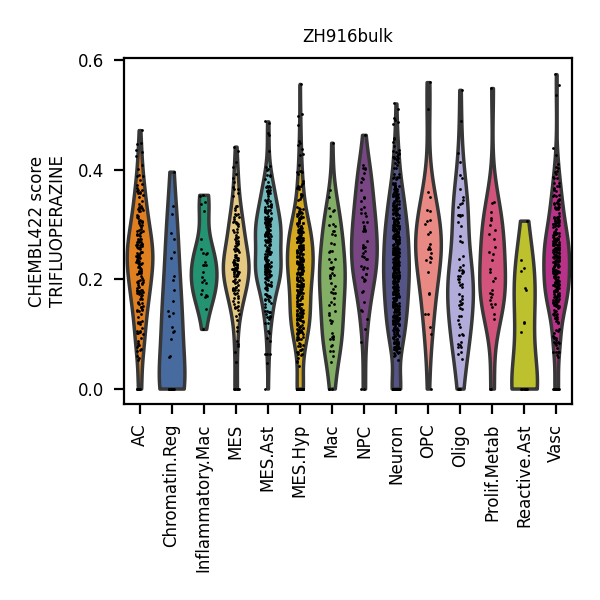 ZH916bulk
CHEMBL422 score
TRIFLUOPERAZINE
0.6
0.4
0.2
0.0
AC
Chromatin.Reg
Inflammatory.Mac
MES
MES.Ast
MES.Hyp
Mac
NPC
Neuron
OPC
Oligo
Prolif.Metab
Reactive.Ast
Vasc